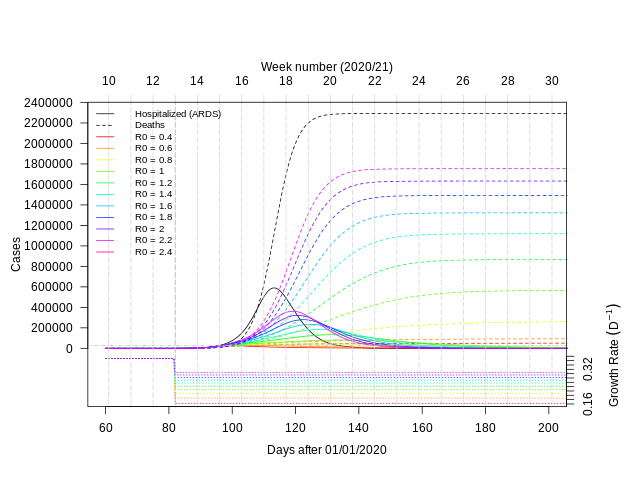 Week number (2020/21)
10 12 14 16 18 20 22 24 26 28 30
2400000
2200000
2000000
1800000
1600000
1400000
1200000
1000000
800000
600000
400000
200000
0
Cases
Hospitalized (ARDS)
Deaths
R0 = 0.4
R0 = 0.6
R0 = 0.8
R0 = 1
R0 = 1.2
R0 = 1.4
R0 = 1.6
R0 = 1.8
R0 = 2
R0 = 2.2
R0 = 2.4
0.32
0.16
Growth Rate (D⁻¹)
60 80 100 120 140 160 180 200
Days after 01/01/2020